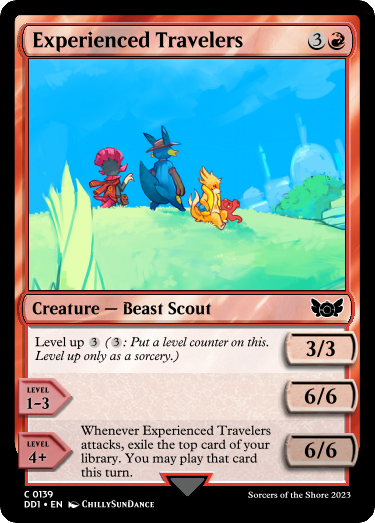 Experienced Travelers 3
Creature — Beast Scout
Level up 3 (3: Put a level counter on this.
Level up only as a sorcery.)
3/3
LEVEL
1-3
6/6
LEVEL
4+
Whenever Experienced Travelers
attacks, exile the top card of your
library. You may play that card
this turn.
6/6
C 0139
DD1 • EN ChillySunDance
Sorcers of the Shore 2023